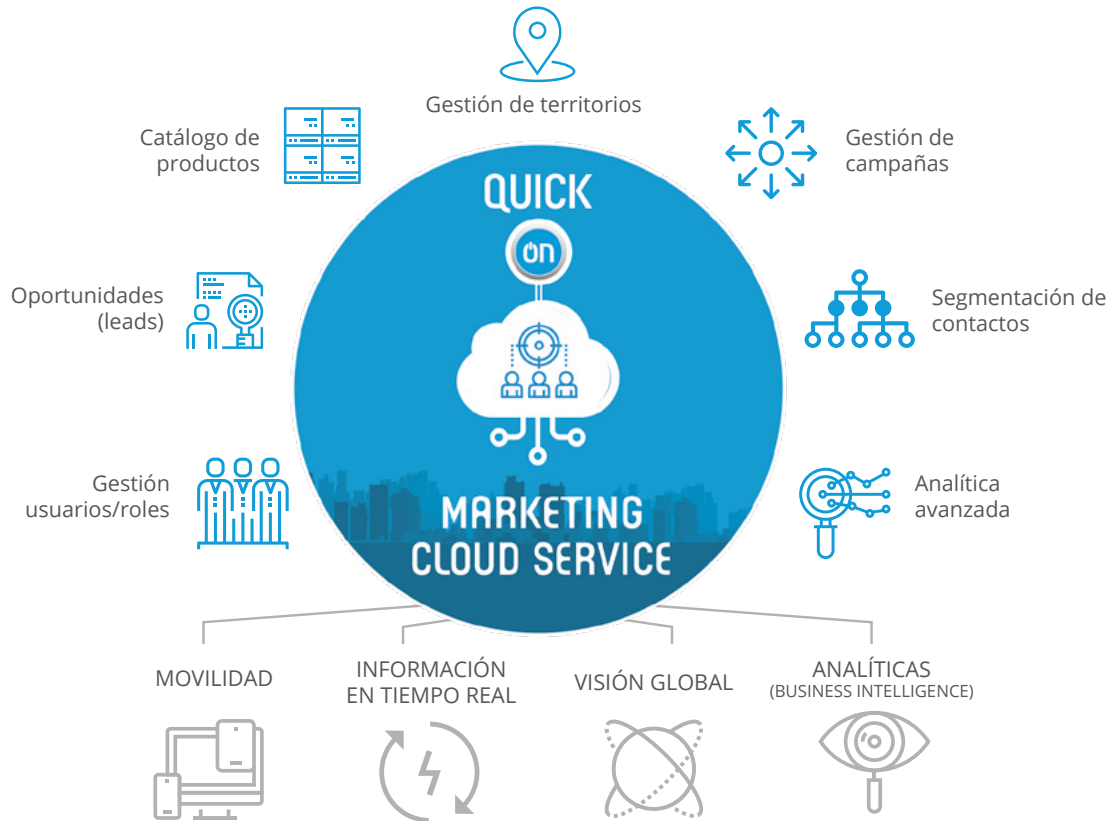 Gestión de territorios
Catálogo de
productos
Gestión de
campañas
QUICK
on
Oportunidades
(leads)
Segmentación de
contactos
Gestión
usuarios/roles
Analítica
avanzada
MARKETING
CLOUD SERVICE
MOVILIDAD
INFORMACIÓN
EN TIEMPO REAL
VISIÓN GLOBAL
ANALÍTICAS
(BUSINESS INTELLIGENCE)